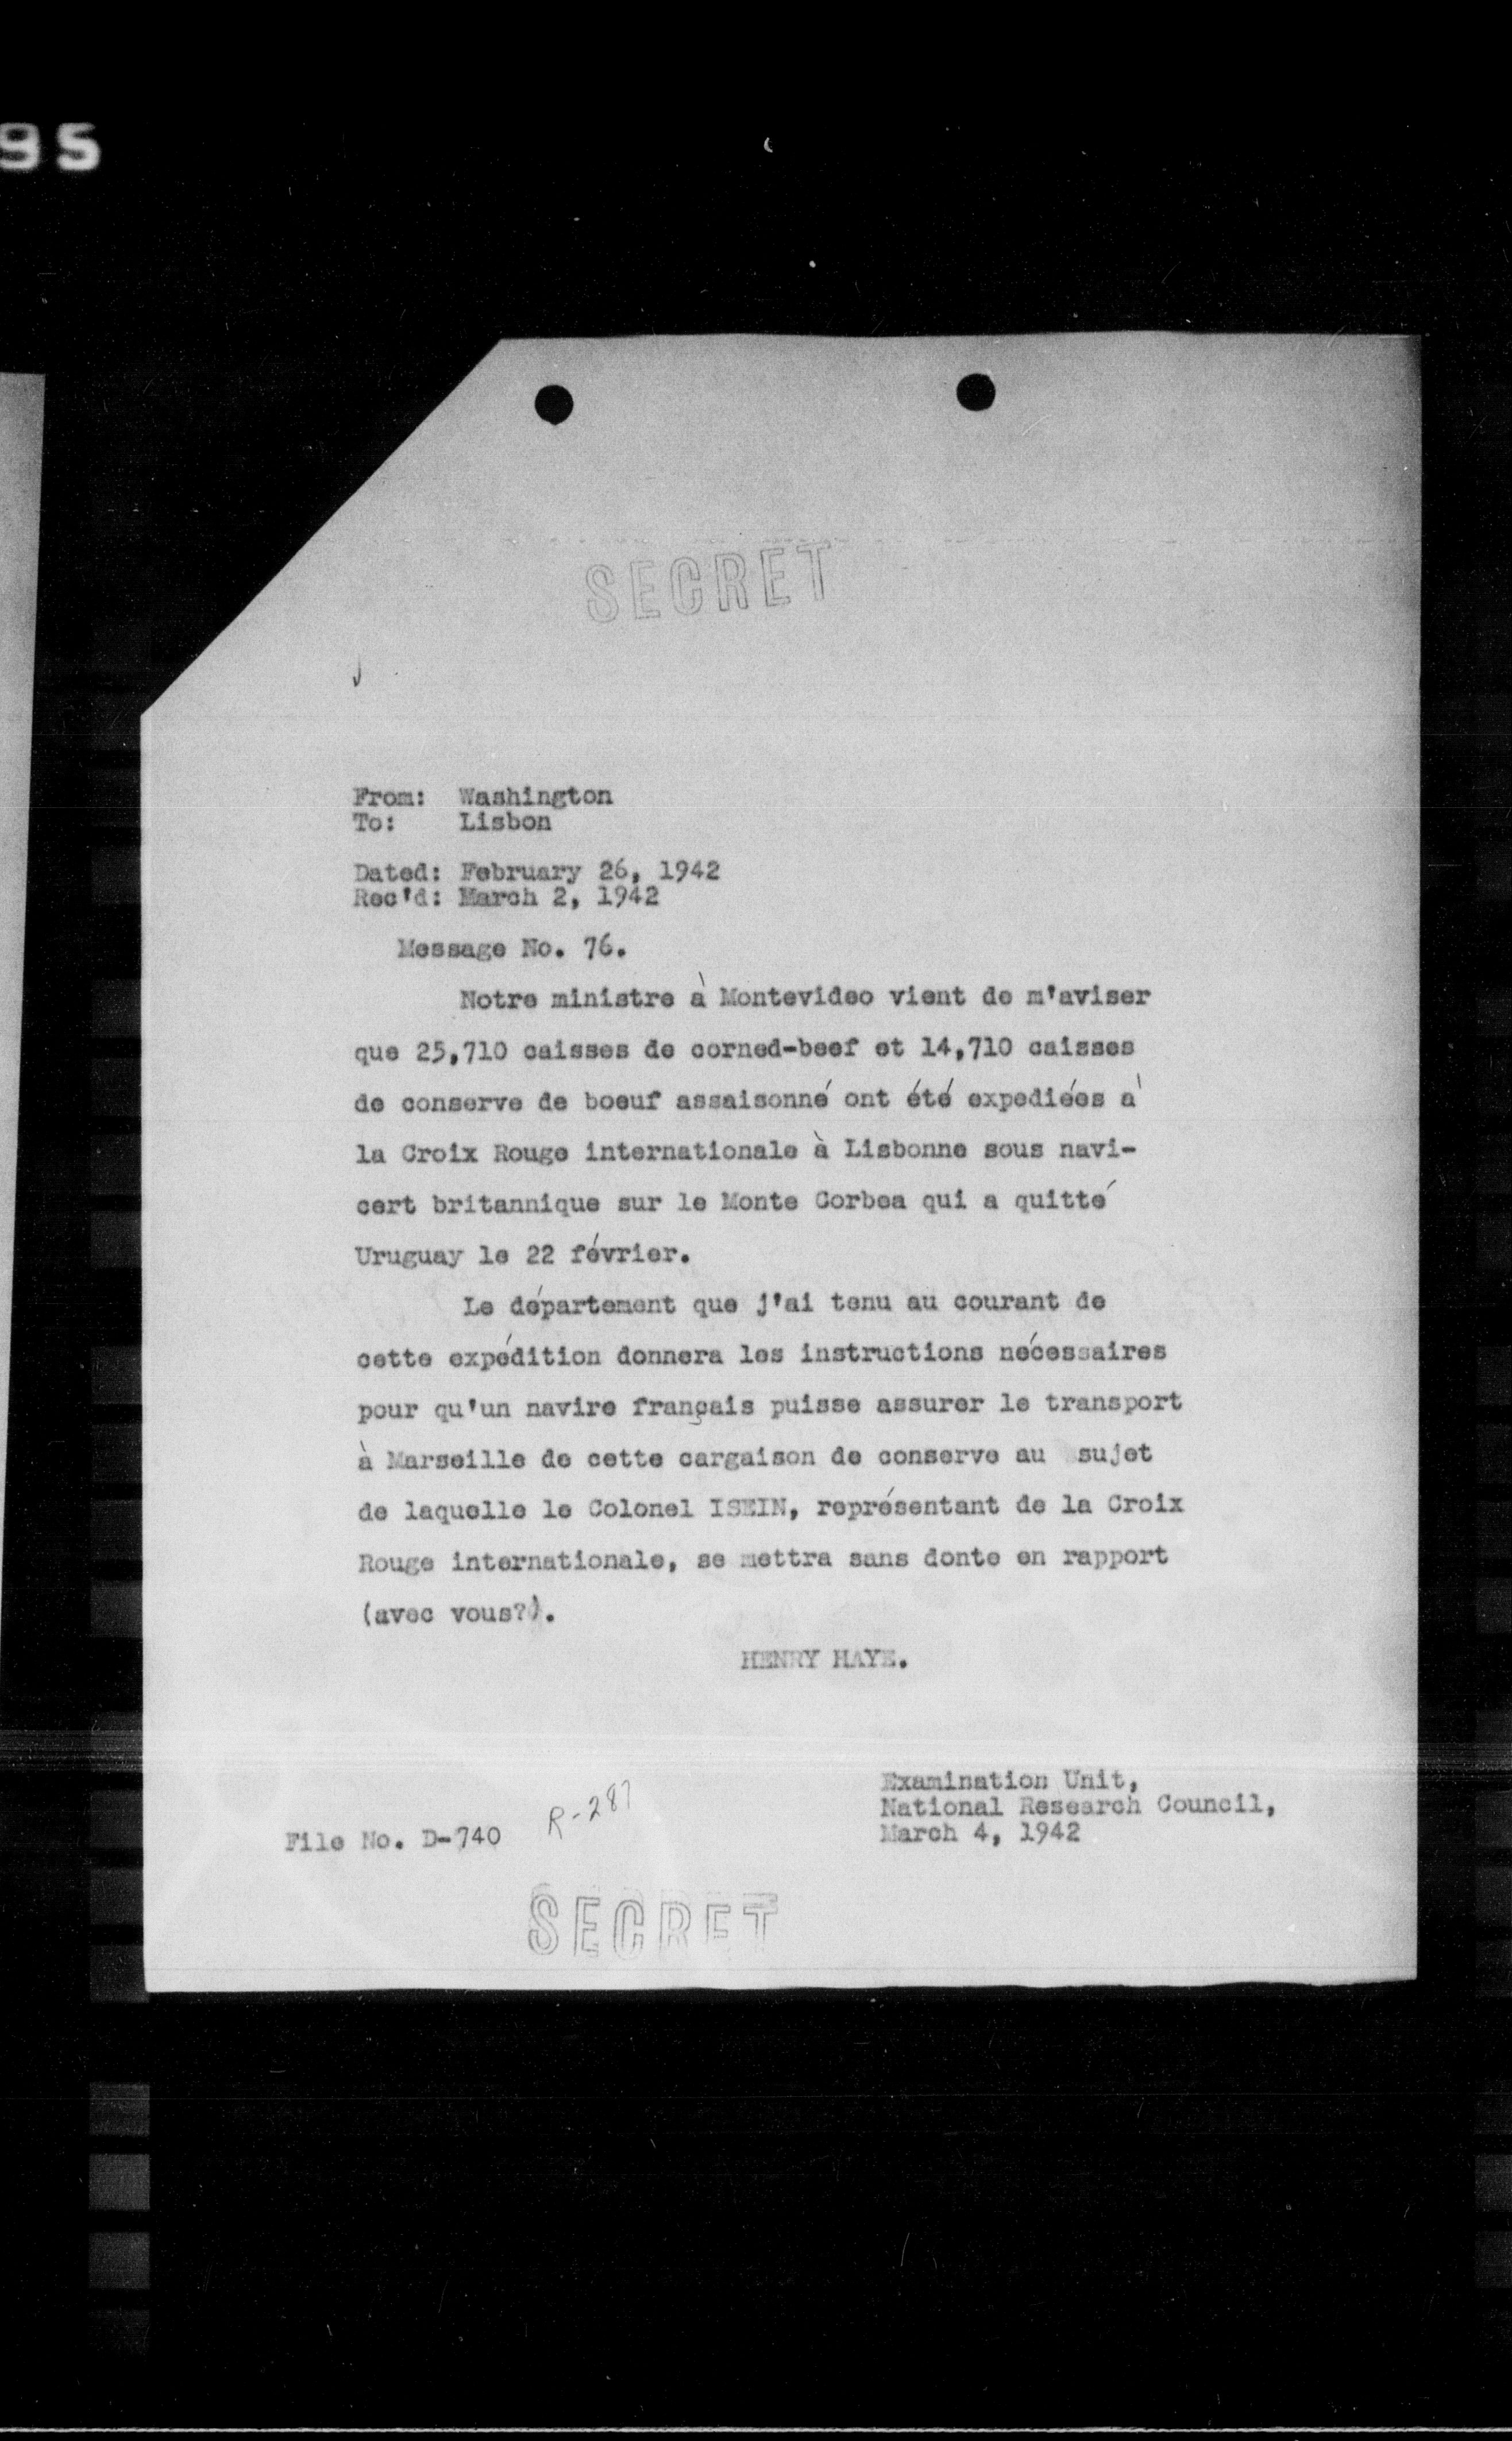 95
SECRET
From: Washington
To: Lisbon
Dated: February 26, 1942
Rec'd: March 2, 1942
Message No. 76.
Notre ministre à Montevideo vient de m'aviser
que 25,710 caisses de corned-beef et 14,710 caisses
de conserve de boeuf assaisonné ont été expediées à
la Croix Rouge internationale à Lisbonne sous navi-
cert britannique sur le Monte Corbea qui a quitté
Uruguay le 22 février.
Le département que j'ai tenu au courant de
cette expédition donnera les instructions nécessaires
pour qu'un navire français puisse assurer le transport
à Marseille de cette cargaison de conserve au sujet
de laquelle le Colonel ISEIN, représentant de la Croix
Rouge internationale, se mettra sans donte en rapport
(avec vous?).
HENRY HAYE.
Examination Unit,
National Research Council,
March 4, 1942
File No. D-740
R-287
SECRET